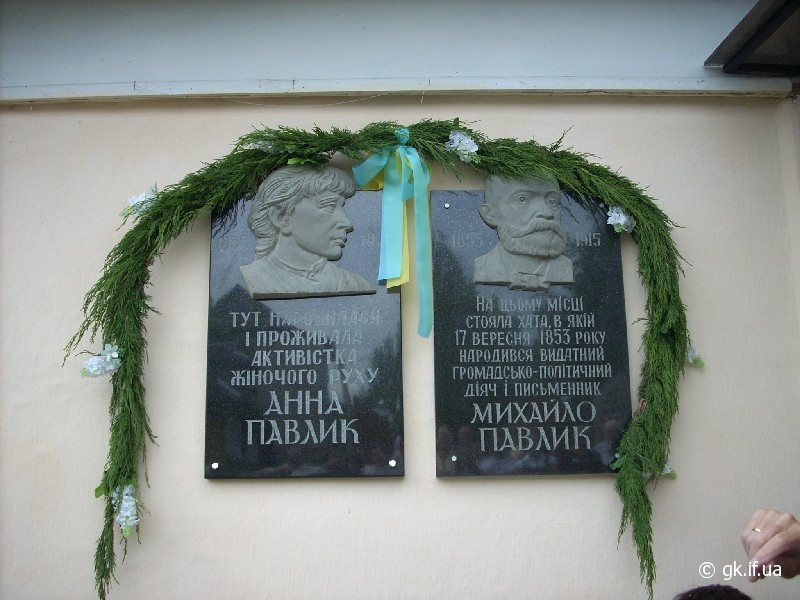 ТУТ НАРОДИЛАСЯ
І ПРОЖИВАЛА
АКТИВІСТКА
ЖІНОЧОГО РУХУ
АННА
ПАВЛИК
1853 1915
НА ЦЬОМУ МІСЦІ
СТОЯЛА ХАТА, В ЯКІЙ
17 ВЕРЕСНЯ 1853 РОКУ
НАРОДИВСЯ ВИДАТНИЙ
ГРОМАДСЬКО-ПОЛІТИЧНИЙ
ДІЯЧ І ПИСЬМЕННИК
МИХАЙЛО
ПАВЛИК
© gk.if.ua